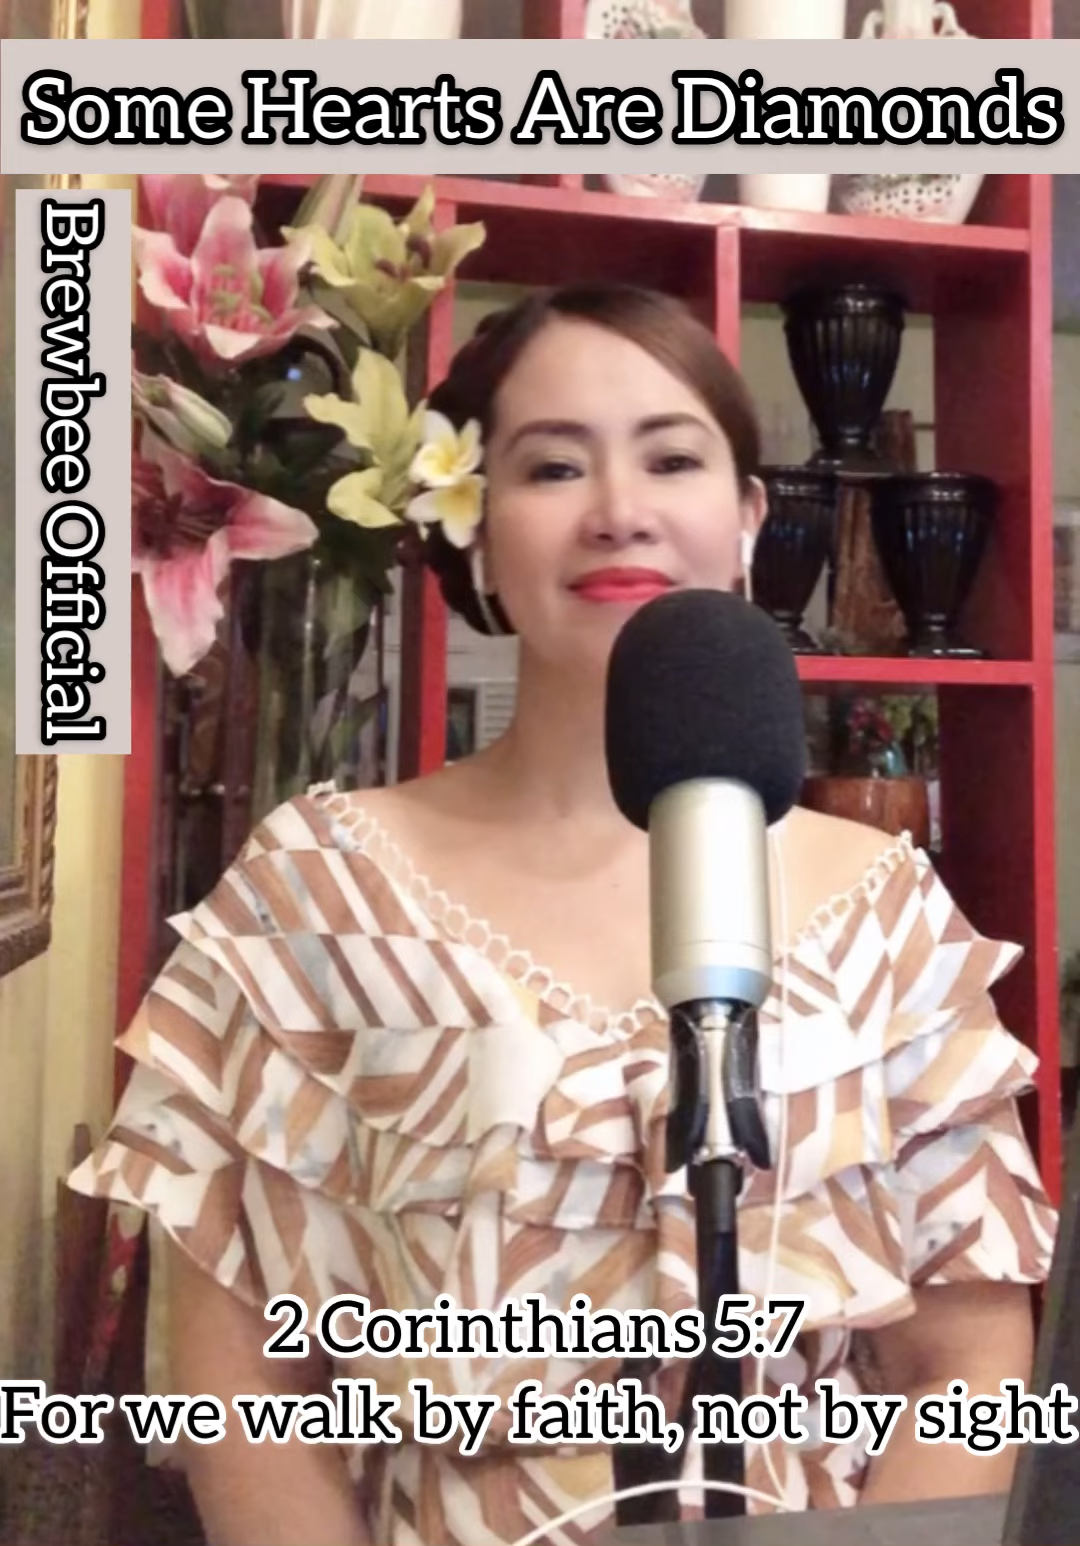 Some Hearts Are Diamonds
Brewbee Official
2 Corinthians 5:7
For we walk by faith, not by sight